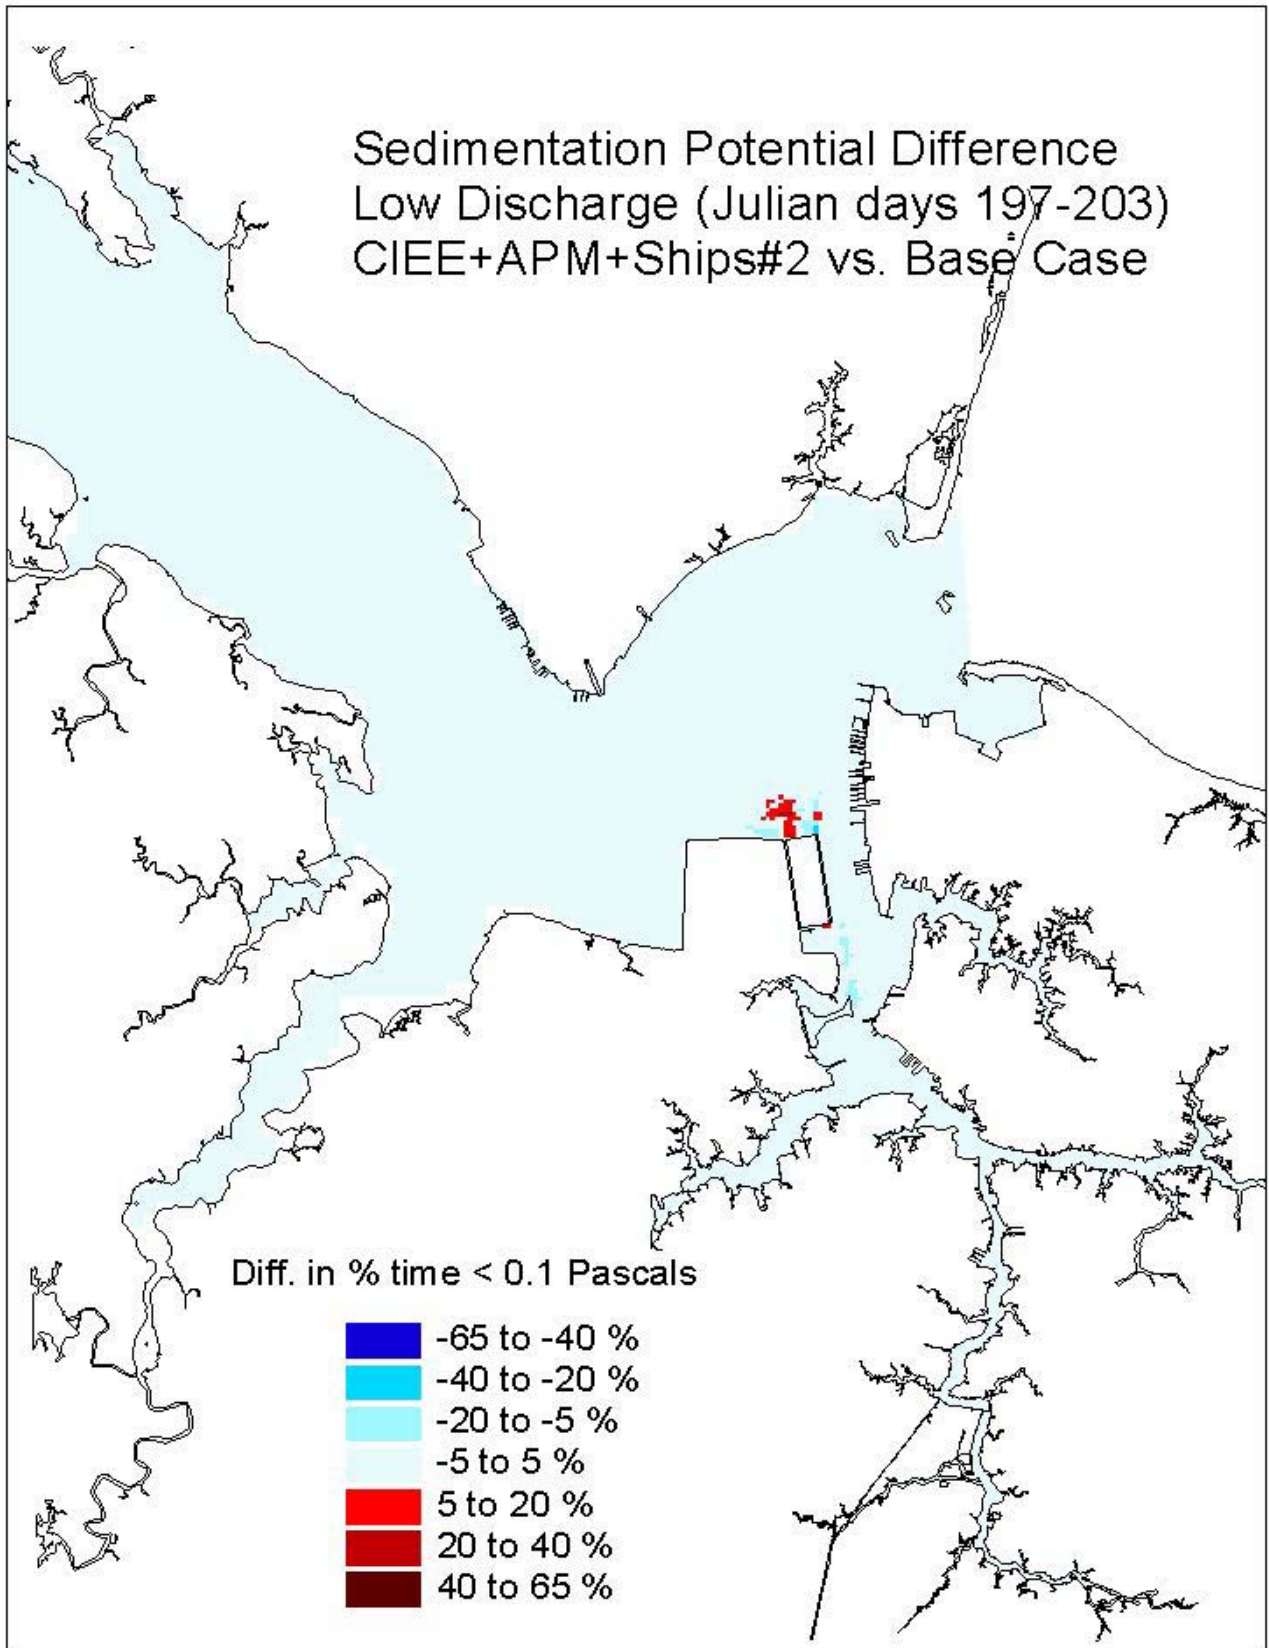 Sedimentation Potential Difference
Low Discharge (Julian days 197-203)
CIEE+APM+Ships#2 vs. Base Case
Diff. in % time < 0.1 Pascals
-65 to -40 %
-40 to -20 %
-20 to -5 %
-5 to 5 %
5 to 20 %
20 to 40 %
40 to 65 %